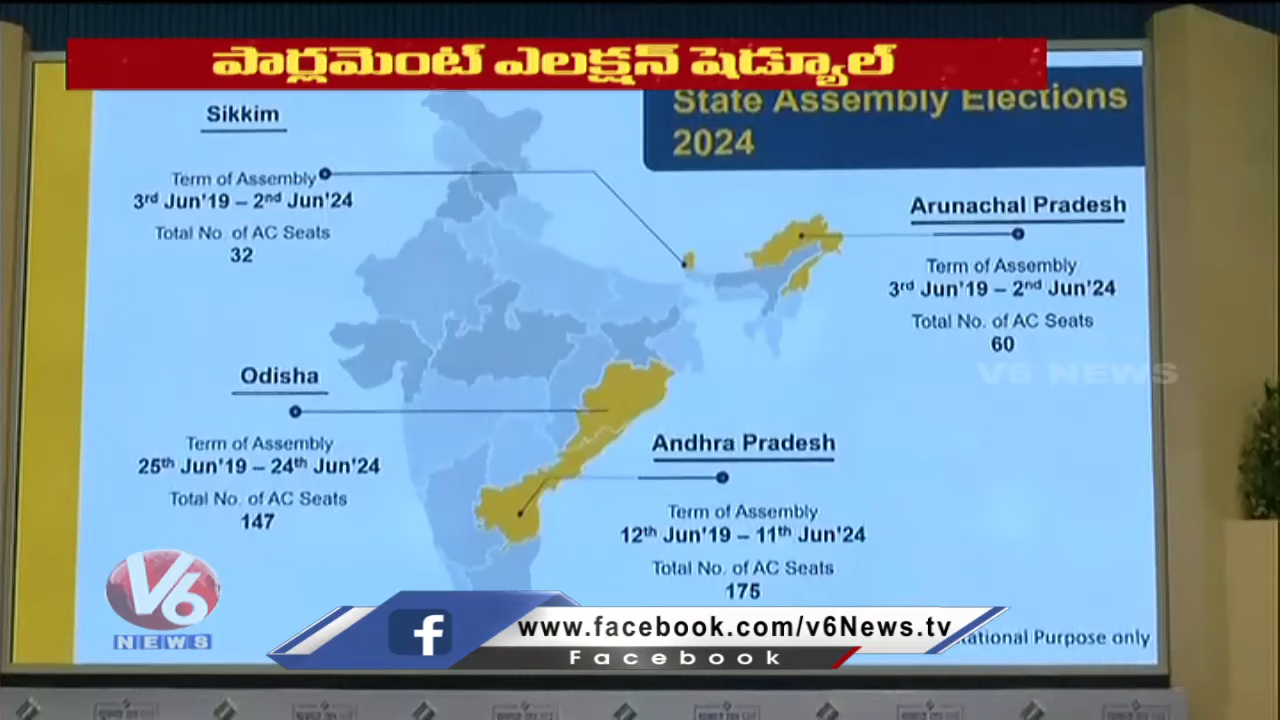 పార్లమెంట్ ఎలక్షన్ షెడ్యూల్
State Assembly Elections
2024
Sikkim
Term of Assembly
3rd Jun'19 – 2nd Jun'24
Total No. of AC Seats
32
Arunachal Pradesh
Term of Assembly
3rd Jun'19 – 2nd Jun'24
Total No. of AC Seats
60
V6 NEWS
Odisha
Term of Assembly
25th Jun'19 – 24th Jun'24
Total No. of AC Seats
147
Andhra Pradesh
Term of Assembly
12th Jun'19 – 11th Jun'24
Total No. of AC Seats
175
V6
NEWS
f
www.facebook.com/v6News.tv
Facebook
Purpose only